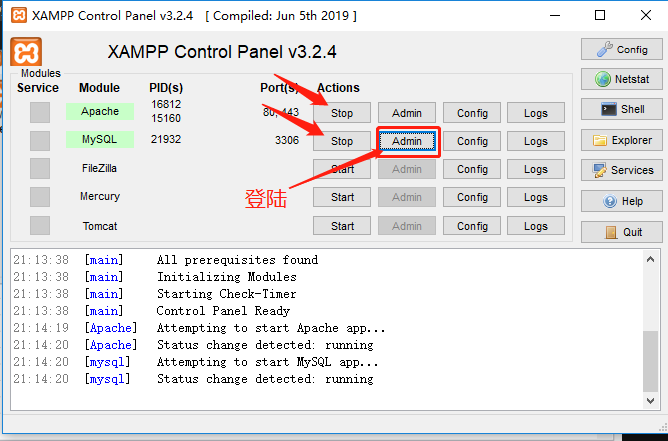 XAMPP Control Panel v3.2.4 [ Compiled: Jun 5th 2019 ]
XAMPP Control Panel v3.2.4
Config
Modules
Service Module PID(s) Port(s) Actions
Netstat
Apache 16812 15160 80, 443 Stop Admin Config Logs
Shell
MySQL 21932 3306 Stop Admin Config Logs
Explorer
FileZilla Start Admin Config Logs
Services
登陆
Mercury Start Admin Config Logs
Help
Tomcat Start Admin Config Logs
Quit
21:13:38 [main] All prerequisites found
21:13:38 [main] Initializing Modules
21:13:38 [main] Starting Check-Timer
21:13:38 [main] Control Panel Ready
21:14:19 [Apache] Attempting to start Apache app...
21:14:20 [Apache] Status change detected: running
21:14:20 [mysql] Attempting to start MySQL app...
21:14:20 [mysql] Status change detected: running